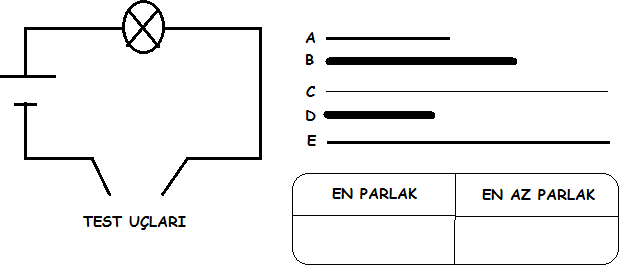 TEST UÇLARI
A
B
C
D
E
EN PARLAK
EN AZ PARLAK